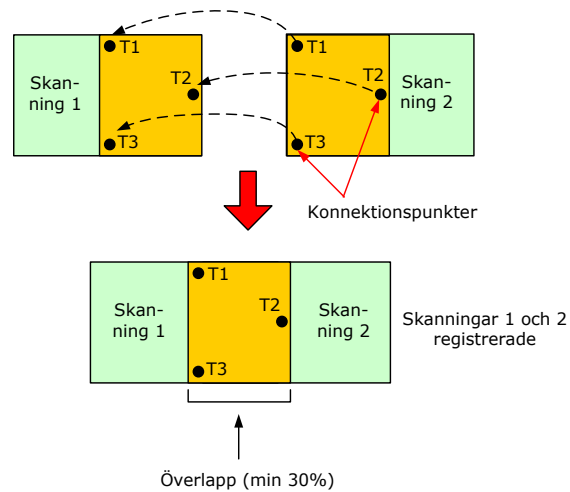 T1
Skan-
ning 1
T2
T3
T1
T2
Skan-
ning 2
T3
Konnektionspunkter
T1
Skan-
ning 1
T2
Skan-
ning 2
T3
Skanningar 1 och 2
registrerade
Överlapp (min 30%)